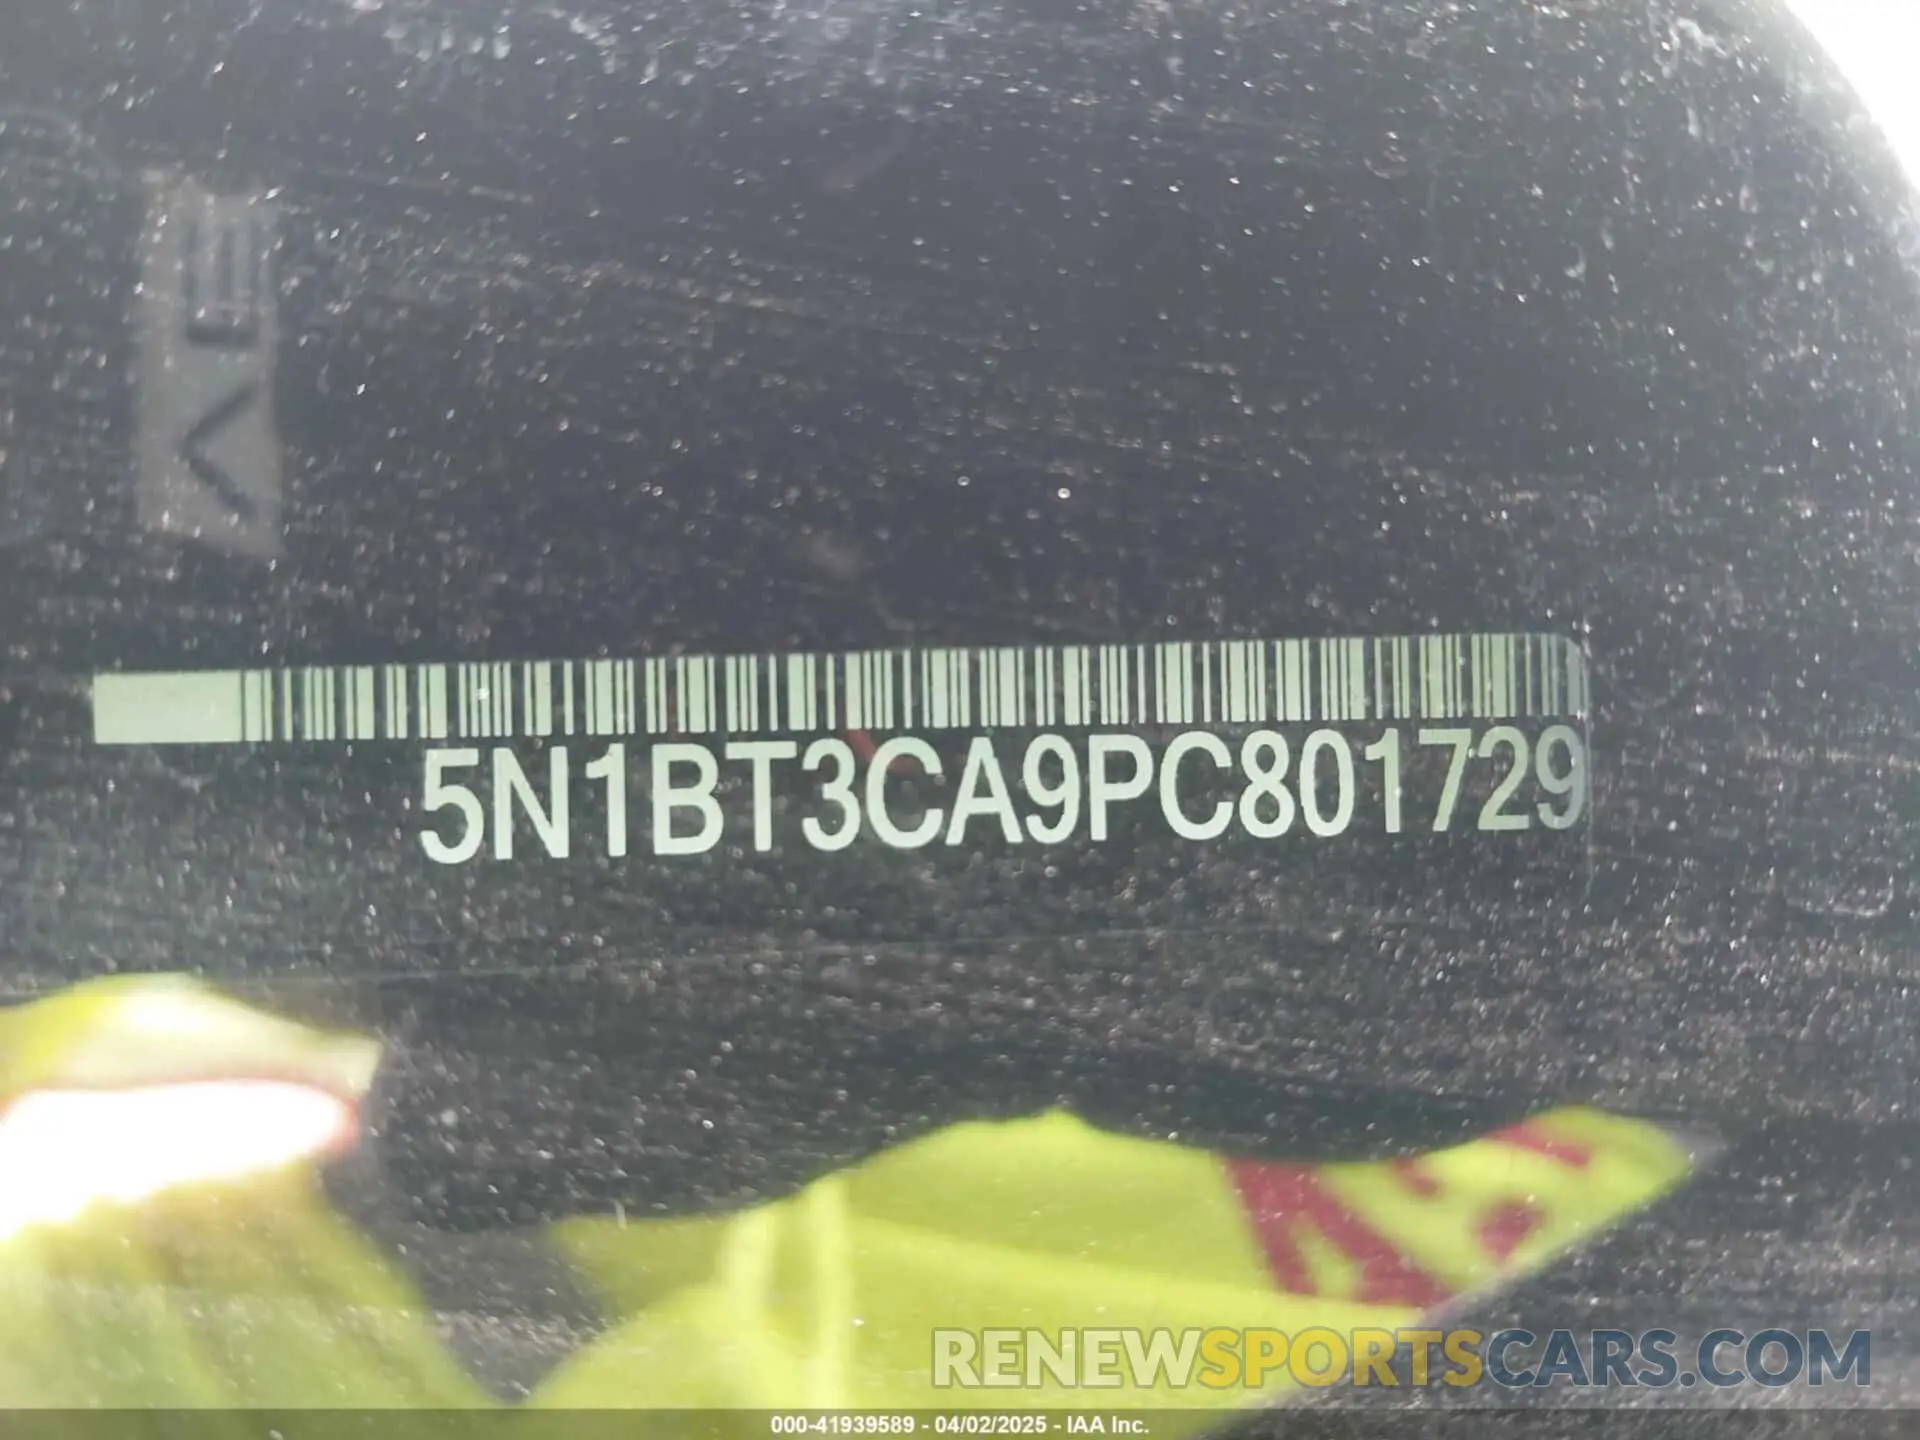 5N1BT3CA9PC801729
RENEWSPORTSCARS.COM
000-41939589 - 04/02/2025 - IAA Inc.